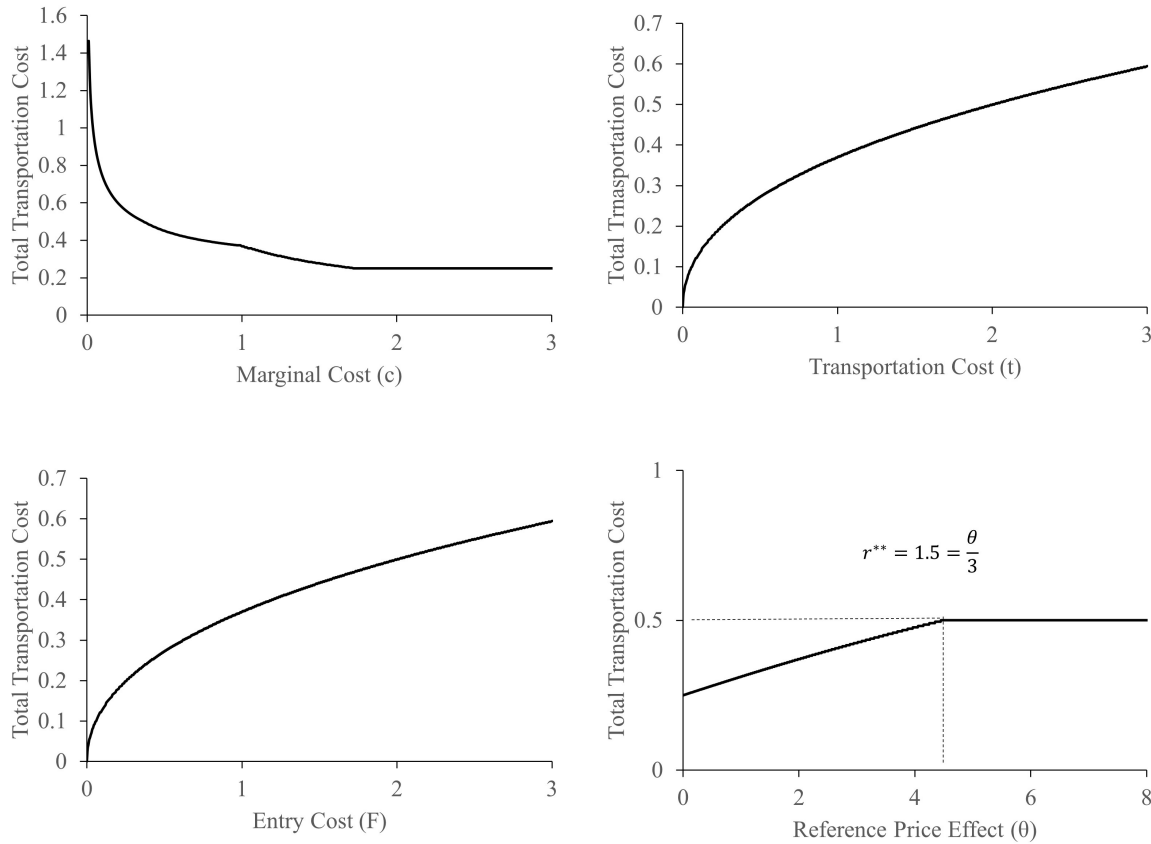 Total Transportation Cost
1.6
1.4
1.2
1
0.8
0.6
0.4
0.2
0
0 1 2 3
Marginal Cost (c)
Total Trnasportation Cost
0.7
0.6
0.5
0.4
0.3
0.2
0.1
0
0 1 2 3
Transportation Cost (t)
Total Transportation Cost
0.7
0.6
0.5
0.4
0.3
0.2
0.1
0
0 1 2 3
Entry Cost (F)
Total Transportation Cost
1
0.5
0
r** = 1.5 = θ/3
0 2 4 6 8
Reference Price Effect (θ)